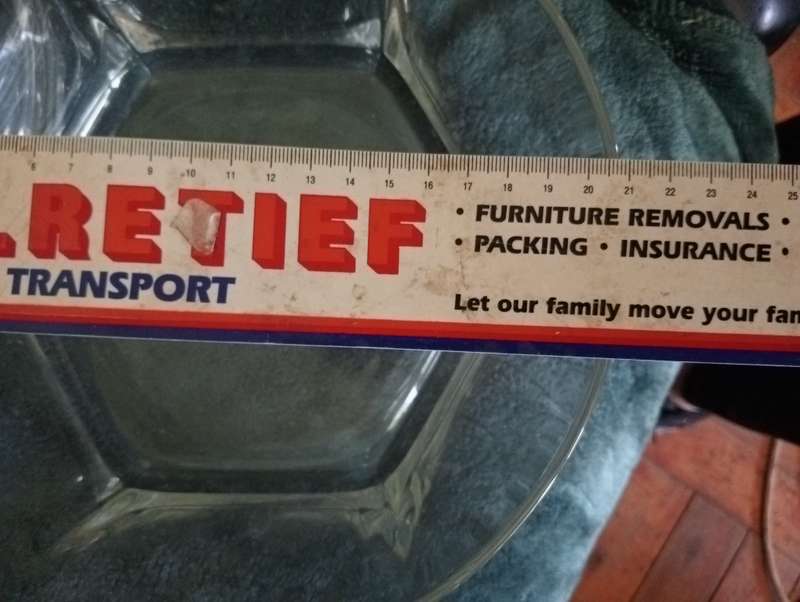 6 7 8 9 10 11 12 13 14 15 16 17 18 19 20 21 22 23 24 25
.RETIEF
TRANSPORT
• FURNITURE REMOVALS •
• PACKING • INSURANCE •
Let our family move your fam